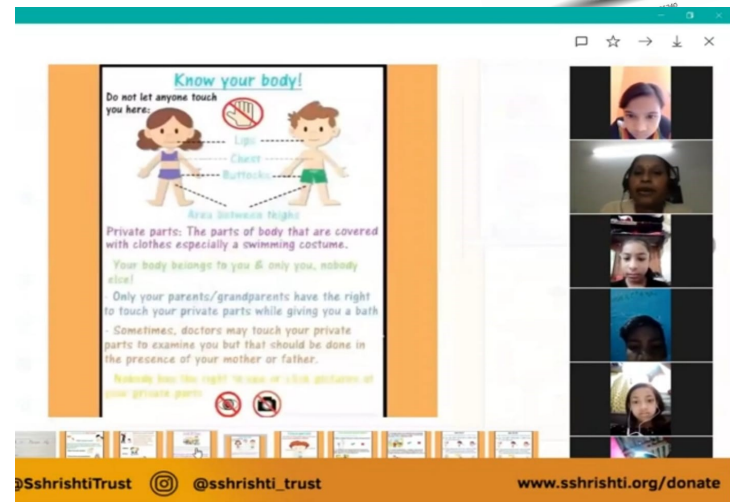 Know your body!
Do not let anyone touch
you here:
Lips
Chest
Buttocks
Area between thighs
Private parts: The parts of body that are covered
with clothes especially a swimming costume.
Your body belongs to you & only you, nobody
else!
- Only your parents/grandparents have the right
to touch your private parts while giving you a bath
- Sometimes, doctors may touch your private
parts to examine you but that should be done in
the presence of your mother or father.
Nobody has the right to see or click pictures of
your private parts
@SshrishtiTrust
@sshrishti_trust
www.sshrishti.org/donate